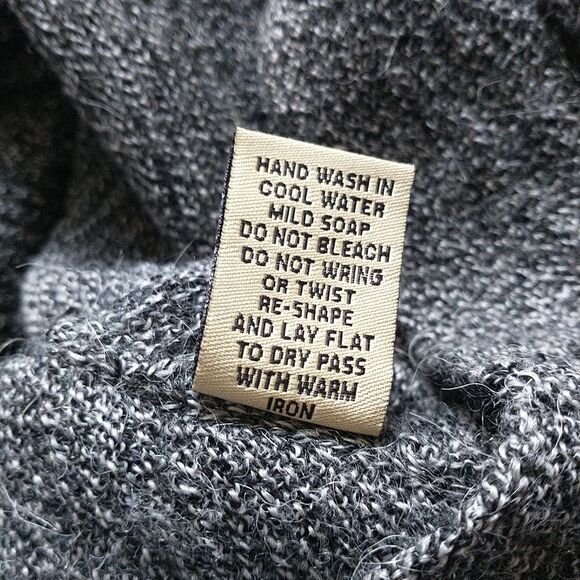 HAND WASH IN
COOL WATER
MILD SOAP
DO NOT BLEACH
DO NOT WRING
OR TWIST
RE-SHAPE
AND LAY FLAT
TO DRY PASS
WITH WARM
IRON